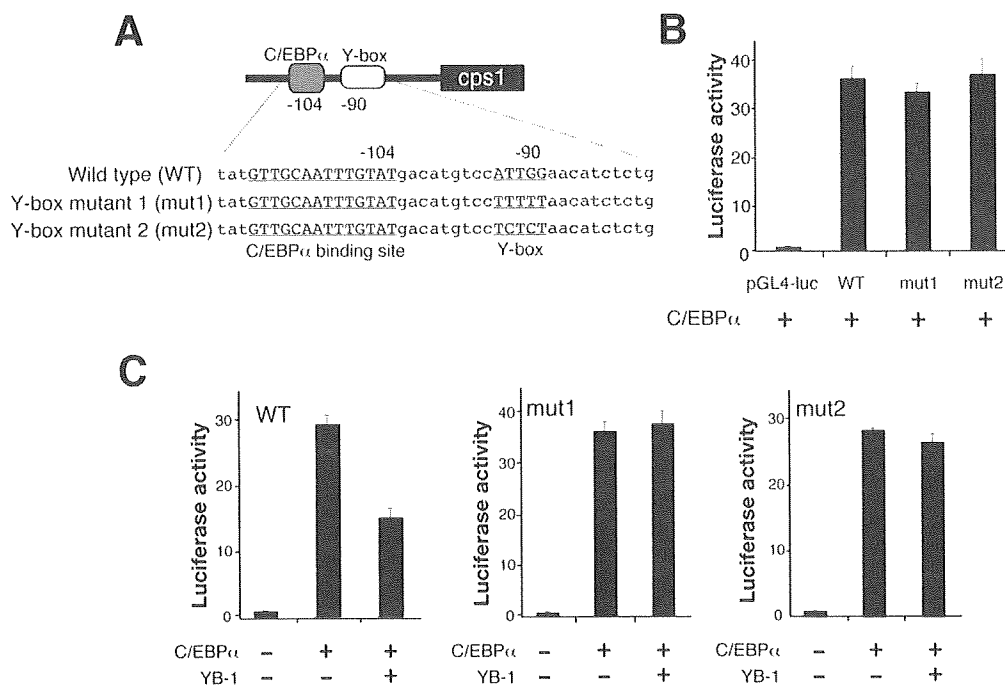 A
C/EBPα Y-box
cps1
-104 -90
-104 -90
Wild type (WT) tatGTTGCAATTTGTATgacatgtccATTGGaacatctctg
Y-box mutant 1 (mut1) tatGTTGCAATTTGTATgacatgtccTTTTTaacatctctg
Y-box mutant 2 (mut2) tatGTTGCAATTTGTATgacatgtccTCTCTaacatctctg
C/EBPα binding site Y-box
B
Luciferase activity
40
30
20
10
0
pGL4-luc WT mut1 mut2
C/EBPα + + + +
C
WT
Luciferase activity
30
20
10
0
C/EBPα – + +
YB-1 – – +
mut1
Luciferase activity
40
30
20
10
0
C/EBPα – + +
YB-1 – – +
mut2
Luciferase activity
30
20
10
0
C/EBPα – + +
YB-1 – – +